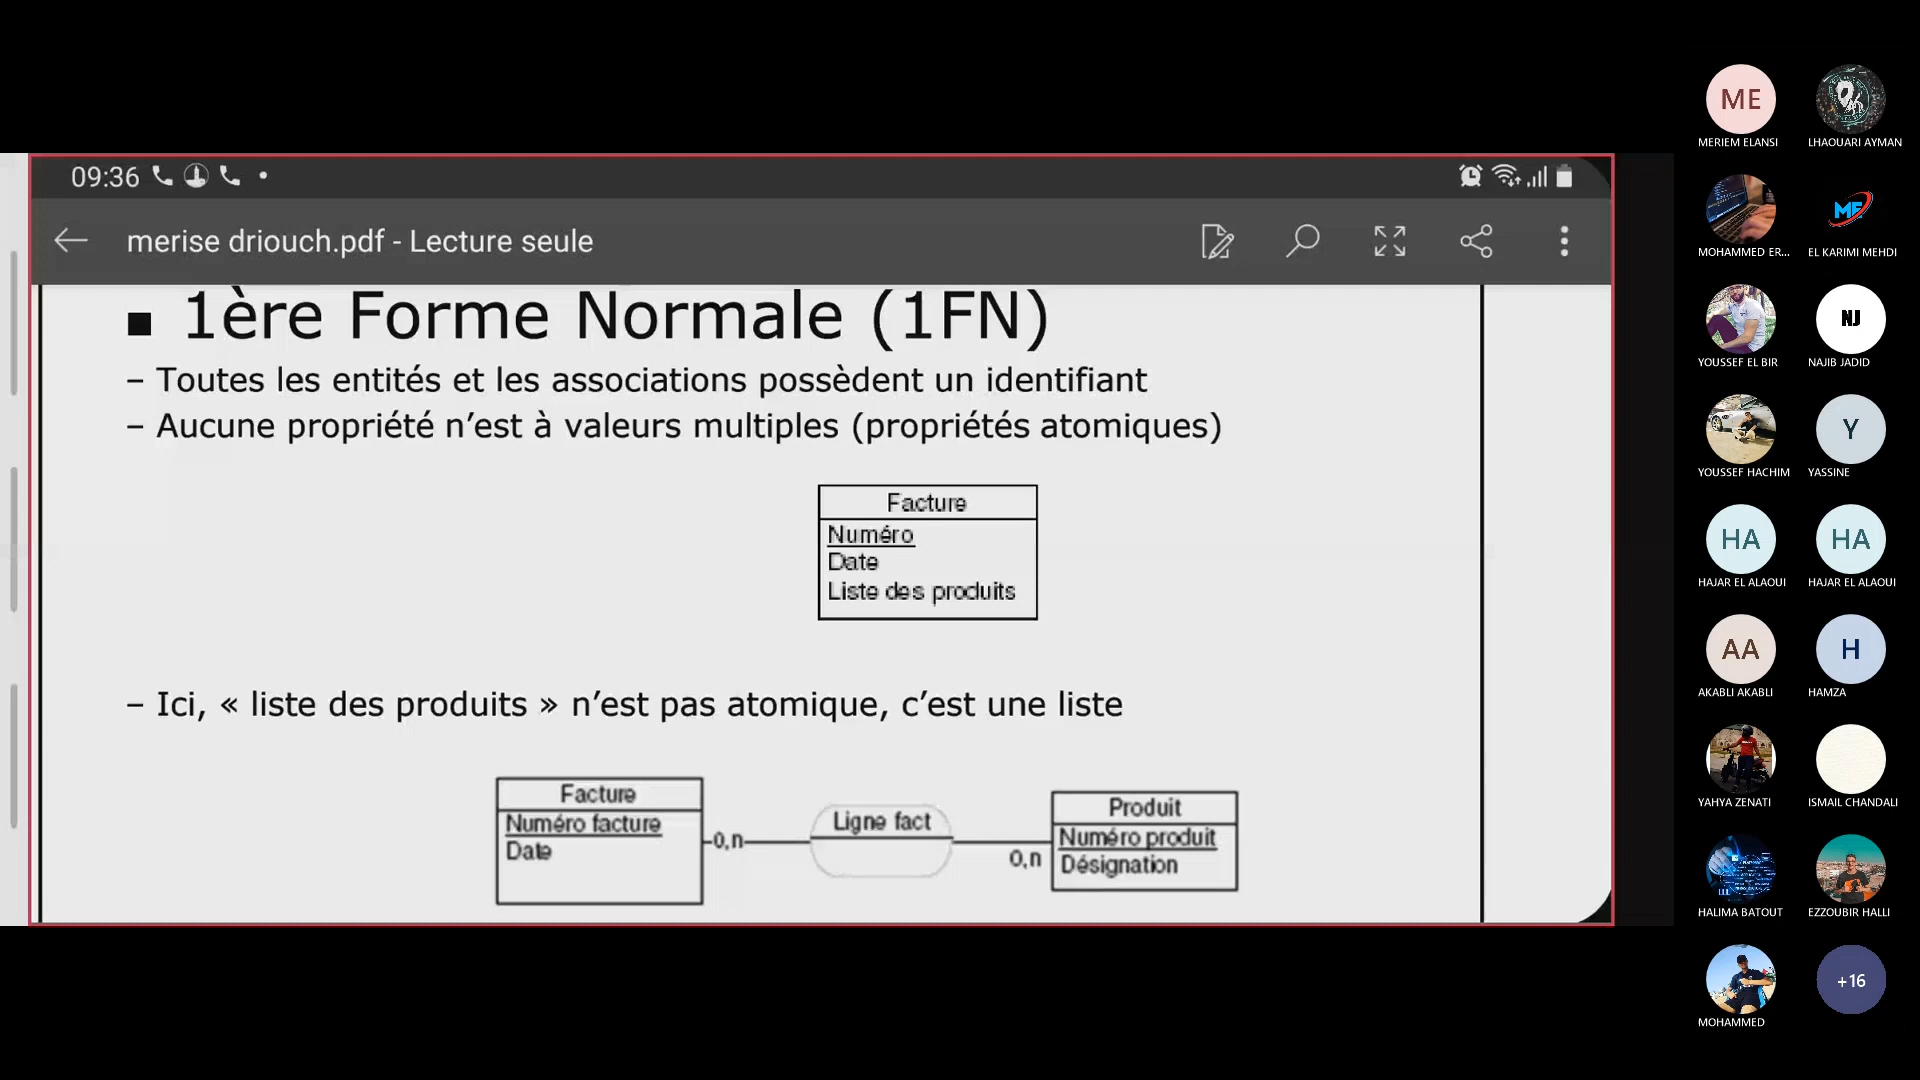 09:36
merise driouch.pdf - Lecture seule
■ 1ère Forme Normale (1FN)
– Toutes les entités et les associations possèdent un identifiant
– Aucune propriété n’est à valeurs multiples (propriétés atomiques)
Facture
Numéro
Date
Liste des produits
– Ici, « liste des produits » n’est pas atomique, c’est une liste
Facture
Numéro facture
Date
0,n
Ligne fact
0,n
Produit
Numéro produit
Désignation
ME
MERIEM ELANSI
LHAOUARI AYMAN
MOHAMMED ER...
ME
EL KARIMI MEHDI
YOUSSEF EL BIR
NJ
NAJIB JADID
YOUSSEF HACHIM
Y
YASSINE
HA
HAJAR EL ALAOUI
HA
HAJAR EL ALAOUI
AA
AKABLI AKABLI
H
HAMZA
YAHYA ZENATI
ISMAIL CHANDALI
HALIMA BATOUT
EZZOUBIR HALLI
MOHAMMED
+16